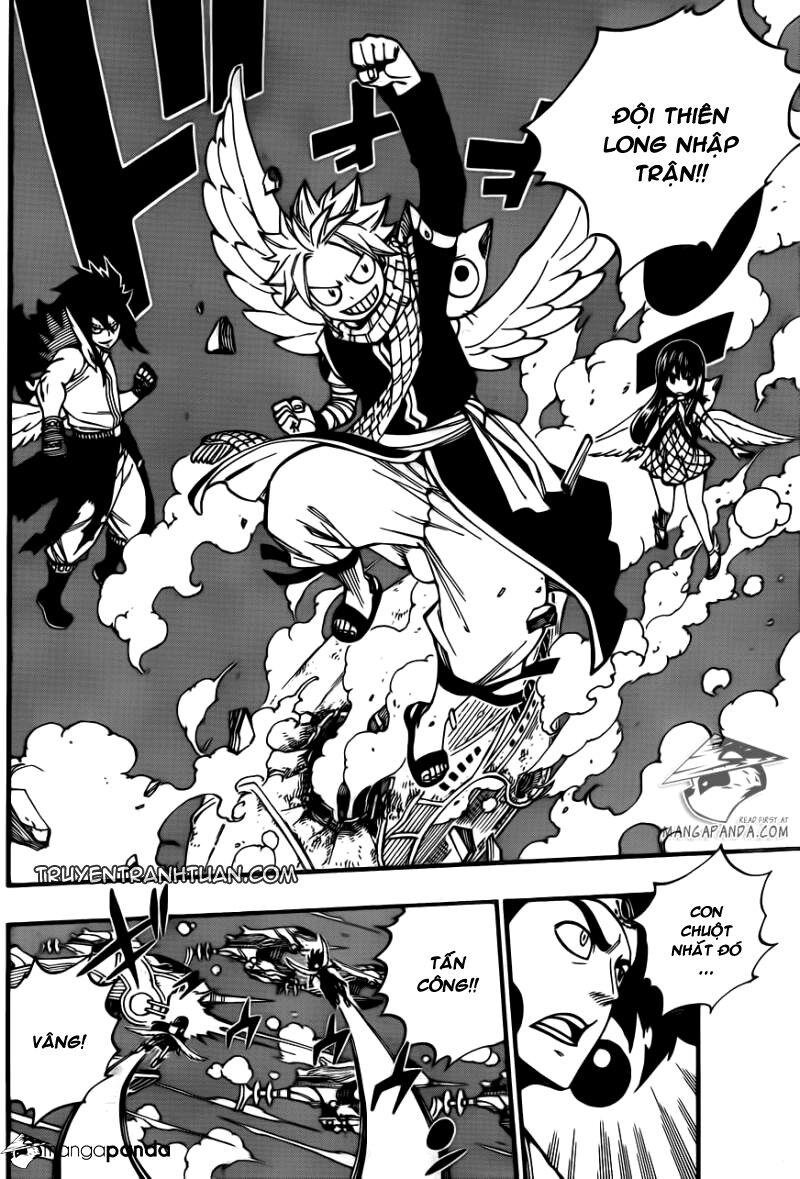 ĐỘI THIÊN
LONG NHẬP
TRẬN!!
READ FIRST AT
MANGAPANDA.COM
TRUYENTRANHTUAN.COM
CON
CHUỘT
NHẮT ĐÓ
...
TẤN
CÔNG!!
VÂNG!
mangapanda